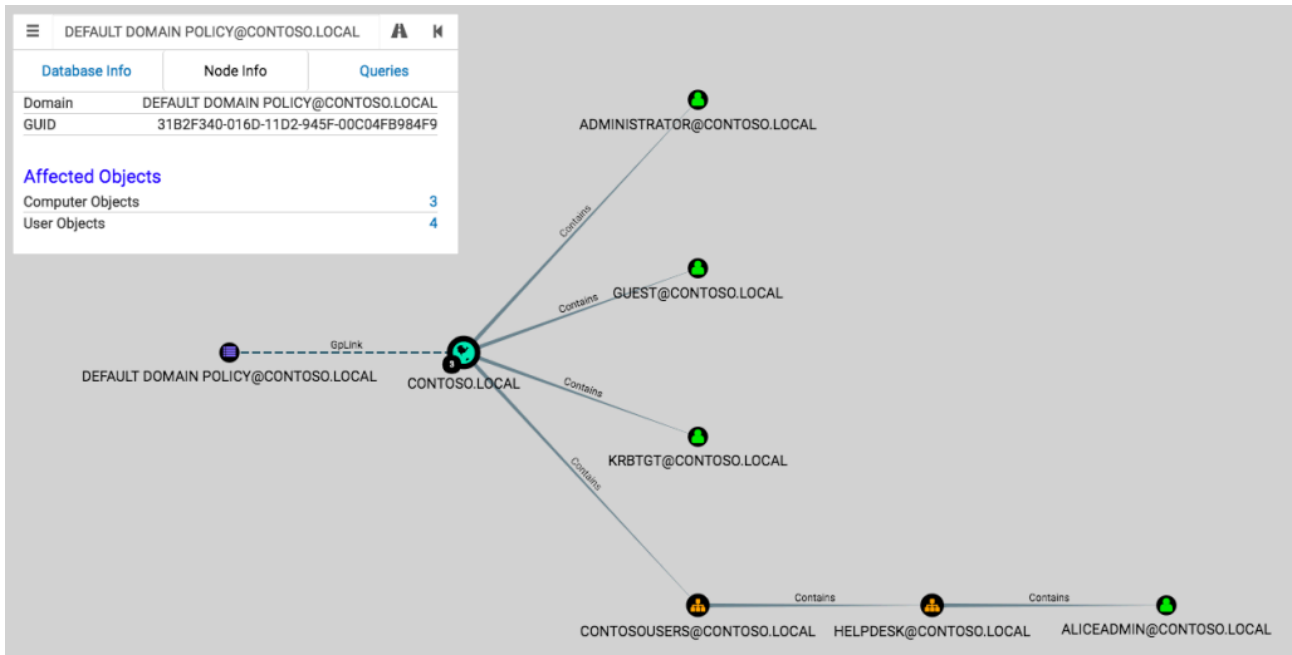 DEFAULT DOMAIN POLICY@CONTOSO.LOCAL
Database Info Node Info Queries
Domain DEFAULT DOMAIN POLICY@CONTOSO.LOCAL
GUID 31B2F340-016D-11D2-945F-00C04FB984F9
Affected Objects
Computer Objects 3
User Objects 4
ADMINISTRATOR@CONTOSO.LOCAL
Contains
GUEST@CONTOSO.LOCAL
Contains
GpLink
3
DEFAULT DOMAIN POLICY@CONTOSO.LOCAL
CONTOSO.LOCAL
Contains
KRBTGT@CONTOSO.LOCAL
Contains
Contains
Contains
CONTOSOUSERS@CONTOSO.LOCAL
HELPDESK@CONTOSO.LOCAL
ALICEADMIN@CONTOSO.LOCAL